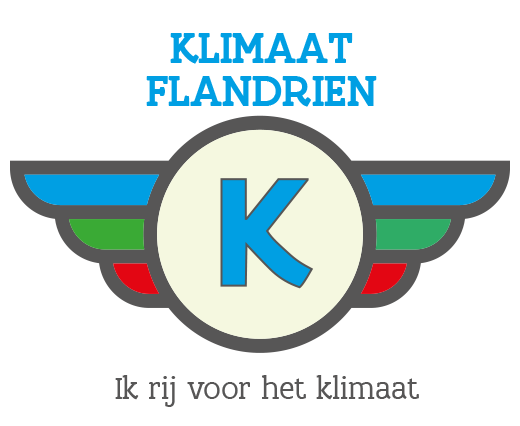 KLIMAAT
FLANDRIEN
K
Ik rij voor het klimaat